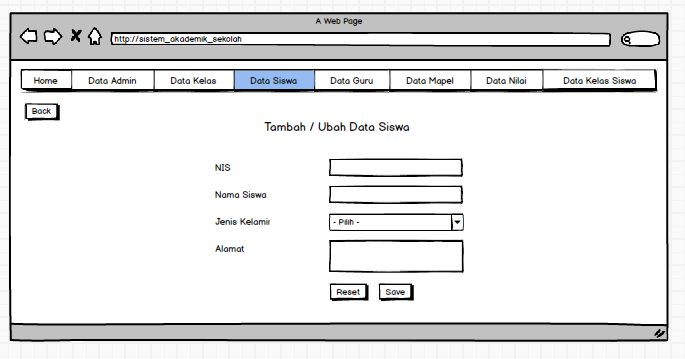 A Web Page
http://sistem_akademik_sekolah
Home Data Admin Data Kelas Data Siswa Data Guru Data Mapel Data Nilai Data Kelas Siswa
Back
Tambah / Ubah Data Siswa
NIS
Nama Siswa
Jenis Kelamin - Pilih -
Alamat
Reset Save